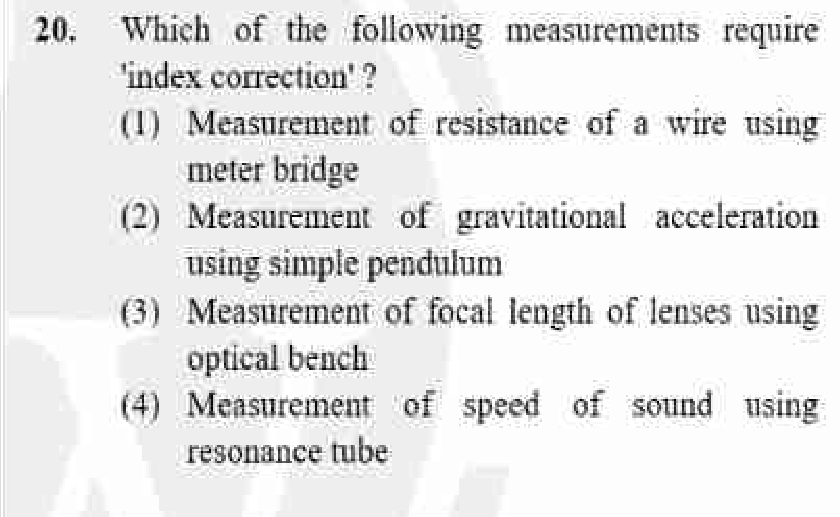 20. Which of the following measurements require
'index correction' ?
(1) Measurement of resistance of a wire using
meter bridge
(2) Measurement of gravitational acceleration
using simple pendulum
(3) Measurement of focal length of lenses using
optical bench
(4) Measurement of speed of sound using
resonance tube